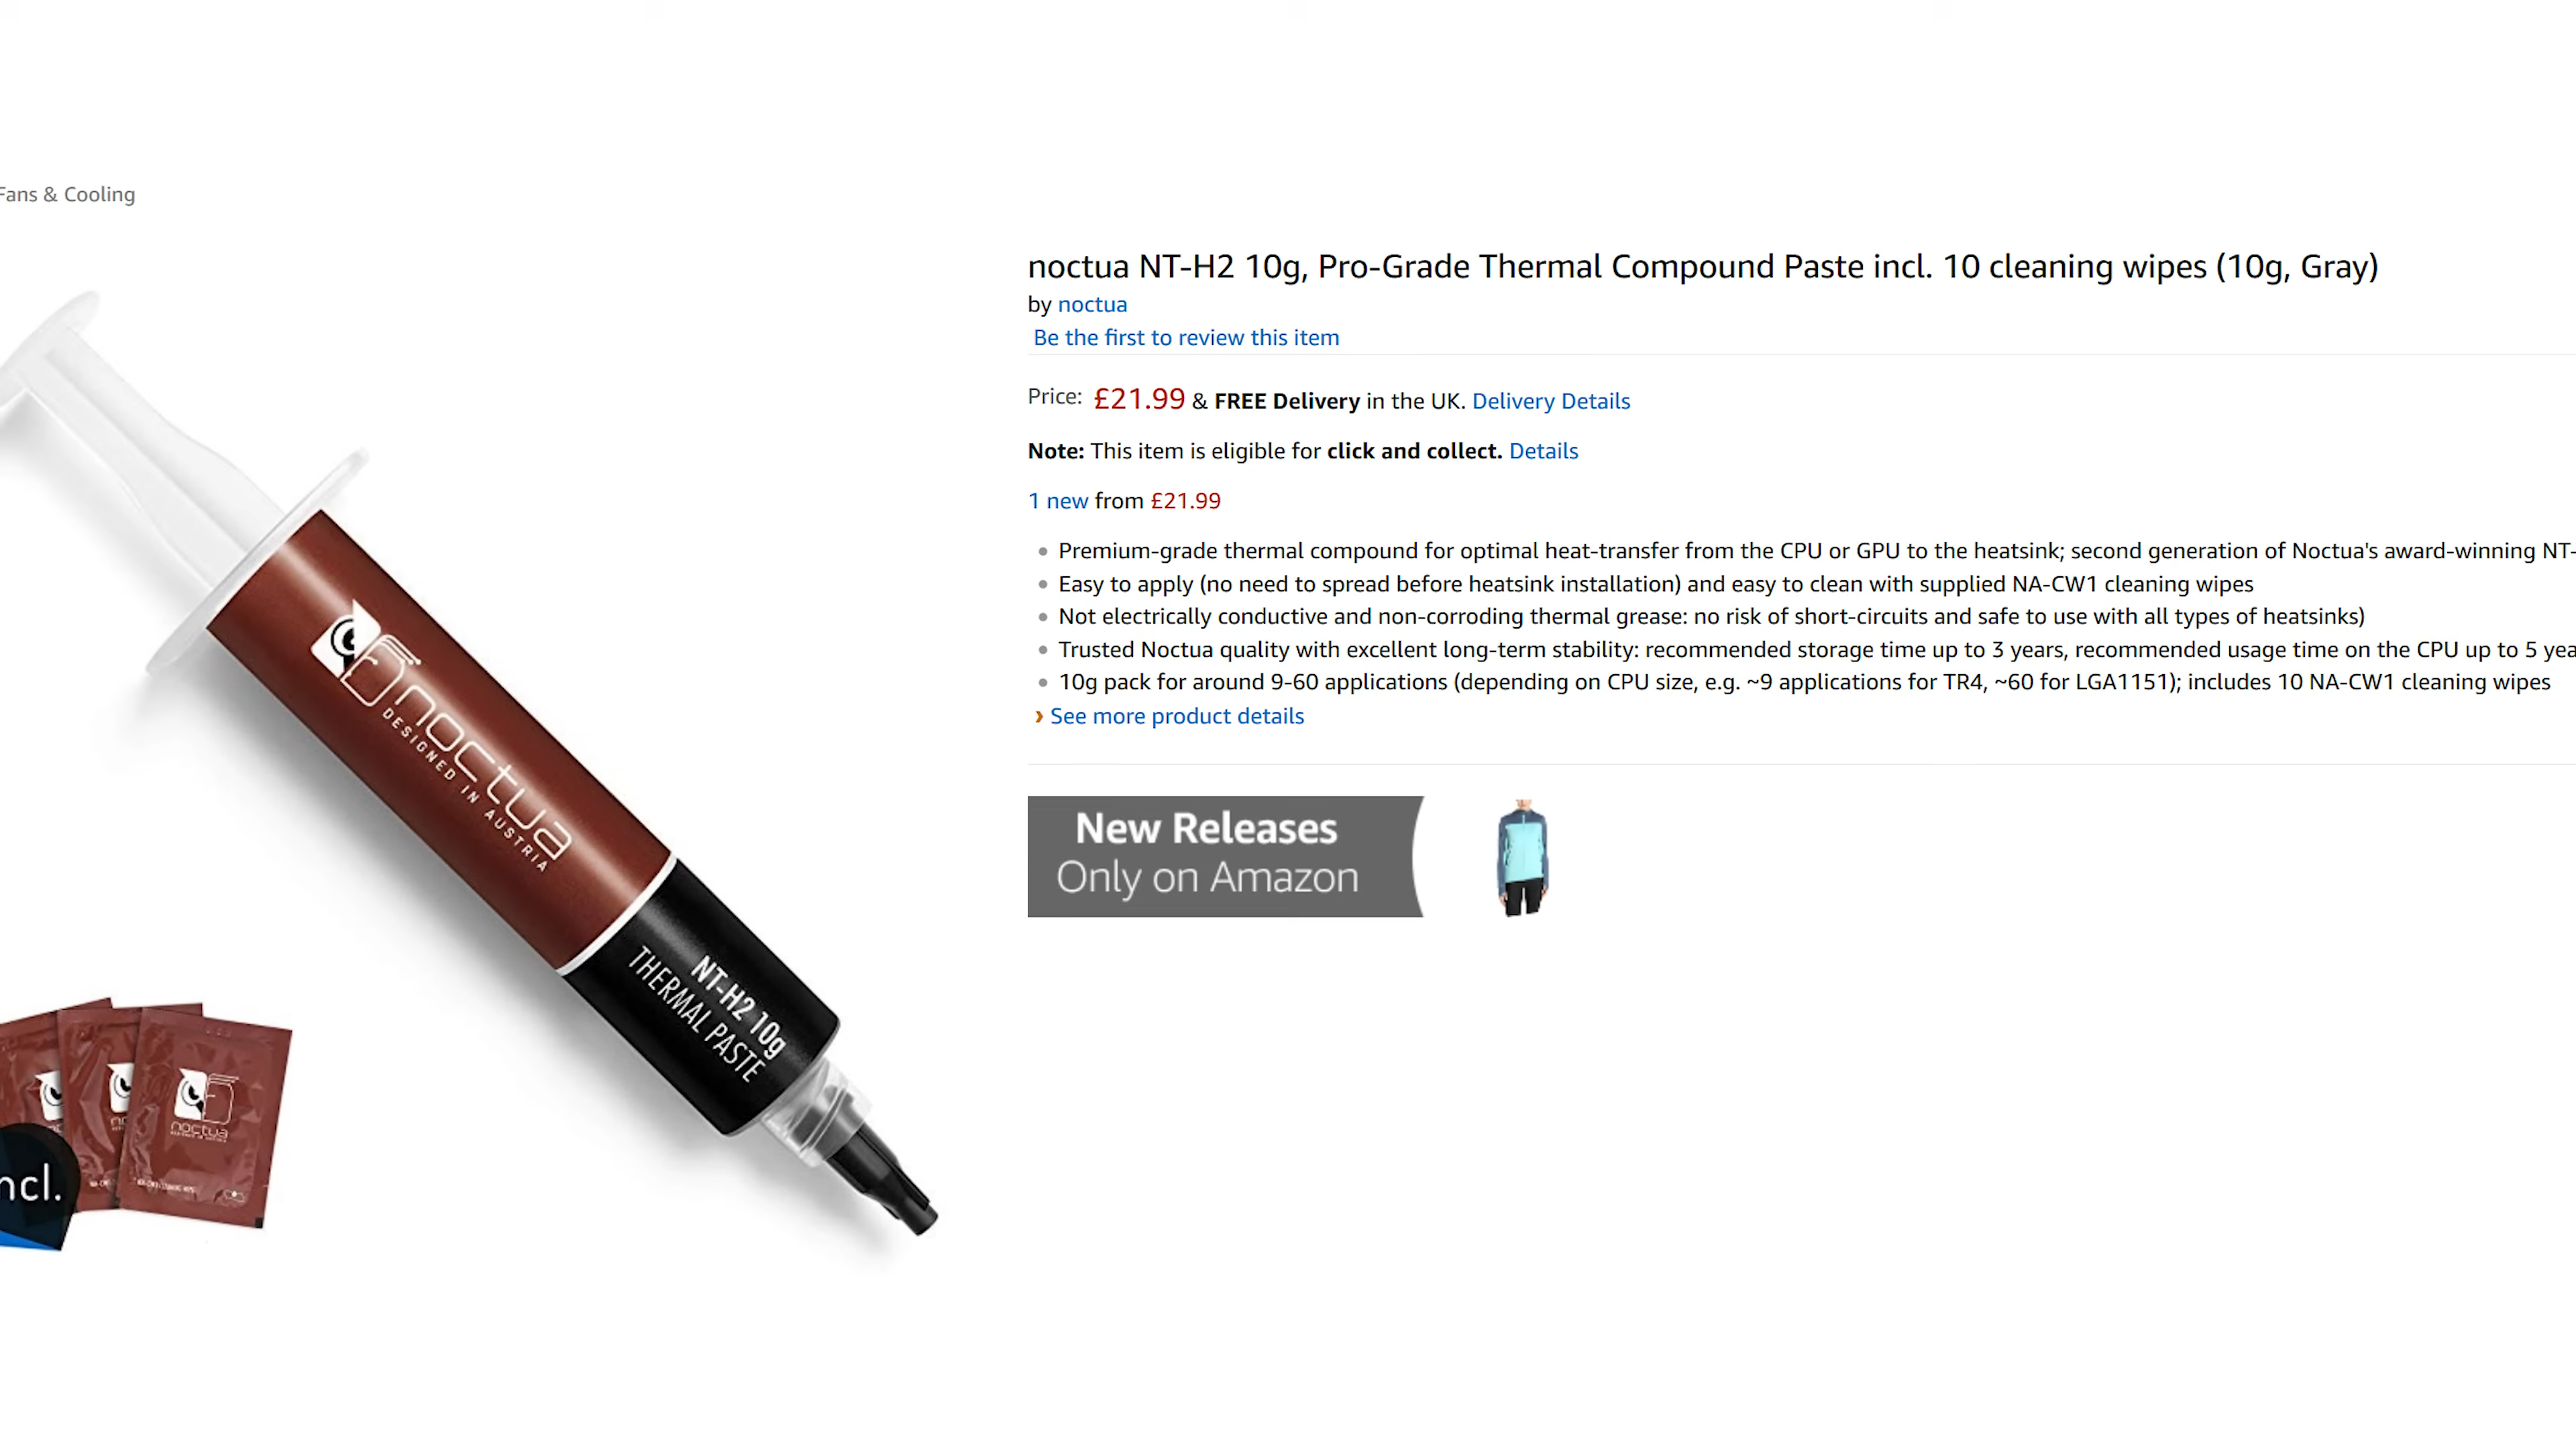 Fans & Cooling
noctua NT-H2 10g, Pro-Grade Thermal Compound Paste incl. 10 cleaning wipes (10g, Gray)
by noctua
Be the first to review this item
Price: £21.99 & FREE Delivery in the UK. Delivery Details
Note: This item is eligible for click and collect. Details
1 new from £21.99
Premium-grade thermal compound for optimal heat-transfer from the CPU or GPU to the heatsink; second generation of Noctua's award-winning NT-
Easy to apply (no need to spread before heatsink installation) and easy to clean with supplied NA-CW1 cleaning wipes
Not electrically conductive and non-corroding thermal grease: no risk of short-circuits and safe to use with all types of heatsinks)
Trusted Noctua quality with excellent long-term stability: recommended storage time up to 3 years, recommended usage time on the CPU up to 5 yea
10g pack for around 9-60 applications (depending on CPU size, e.g. ~9 applications for TR4, ~60 for LGA1151); includes 10 NA-CW1 cleaning wipes
› See more product details
New Releases
Only on Amazon
noctua
DESIGNED IN AUSTRIA
NT-H2 10g
THERMAL PASTE
noctua
ncl.